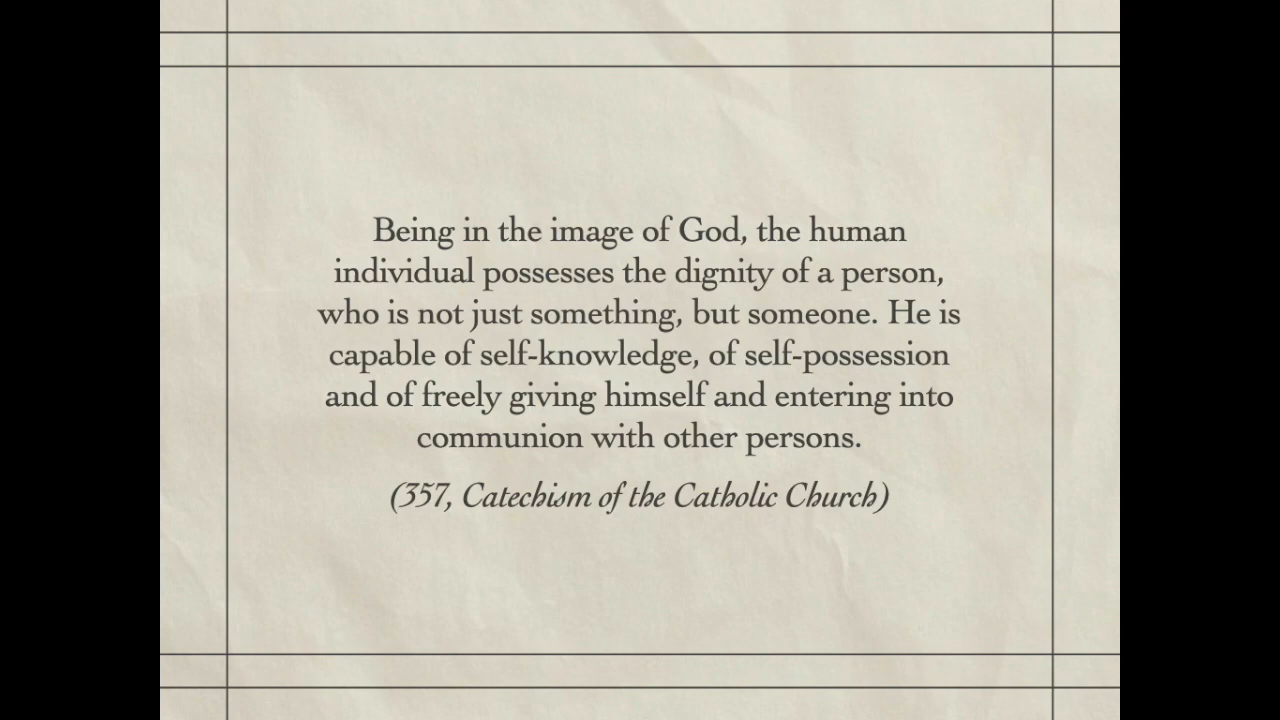 Being in the image of God, the human
individual possesses the dignity of a person,
who is not just something, but someone. He is
capable of self-knowledge, of self-possession
and of freely giving himself and entering into
communion with other persons.
(357, Catechism of the Catholic Church)